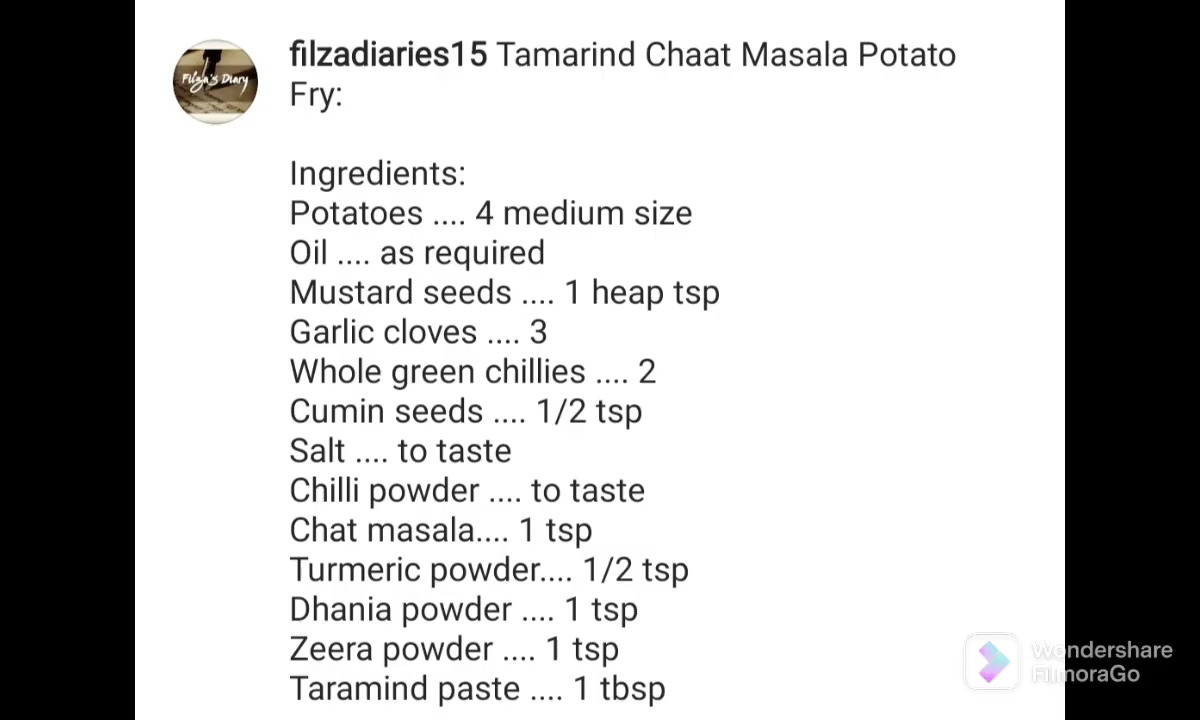 filzadiaries15 Tamarind Chaat Masala Potato
Fry:
Filza's Diary
Ingredients:
Potatoes .... 4 medium size
Oil .... as required
Mustard seeds .... 1 heap tsp
Garlic cloves .... 3
Whole green chillies .... 2
Cumin seeds .... 1/2 tsp
Salt .... to taste
Chilli powder .... to taste
Chat masala.... 1 tsp
Turmeric powder.... 1/2 tsp
Dhania powder .... 1 tsp
Zeera powder .... 1 tsp
Taramind paste .... 1 tbsp
Wondershare
FilmoraGo